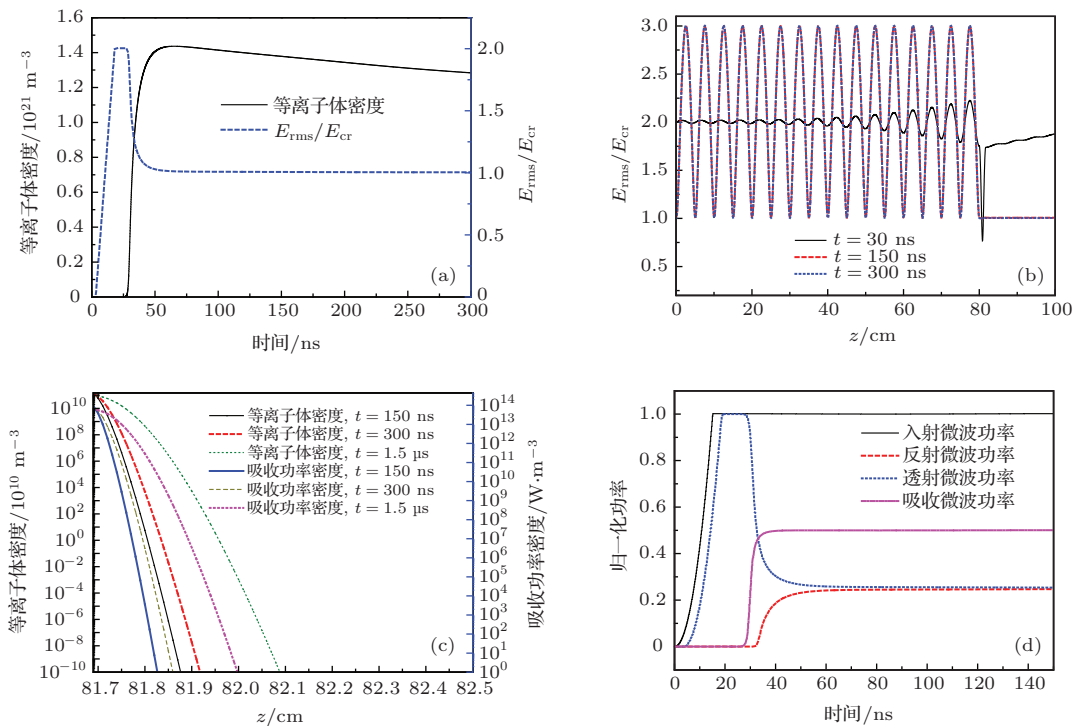 1.6
1.4
1.2
1.0
0.8
0.6
0.4
0.2
0
等离子体密度/10²¹ m⁻³
等离子体密度
E_rms/E_cr
2.0
1.5
1.0
0.5
0
E_rms/E_cr
(a)
0 50 100 150 200 250 300
时间/ns
3.0
2.5
2.0
1.5
1.0
0.5
E_rms/E_cr
t = 30 ns
t = 150 ns
t = 300 ns
(b)
0 10 20 30 40 50 60 70 80 90 100
z/cm
10¹⁰
10⁸
10⁶
10⁴
10²
10⁰
10⁻²
10⁻⁴
10⁻⁶
10⁻⁸
10⁻¹⁰
等离子体密度/10¹⁰ m⁻³
等离子体密度, t = 150 ns
等离子体密度, t = 300 ns
等离子体密度, t = 1.5 µs
吸收功率密度, t = 150 ns
吸收功率密度, t = 300 ns
吸收功率密度, t = 1.5 µs
10¹⁴
10¹³
10¹²
10¹¹
10¹⁰
10⁹
10⁸
10⁷
10⁶
10⁵
10⁴
10³
10²
10¹
10⁰
吸收功率密度/W·m⁻³
(c)
81.7 81.8 81.9 82.0 82.1 82.2 82.3 82.4 82.5
z/cm
1.0
0.8
0.6
0.4
0.2
0
归一化功率
入射微波功率
反射微波功率
透射微波功率
吸收微波功率
(d)
0 20 40 60 80 100 120 140
时间/ns